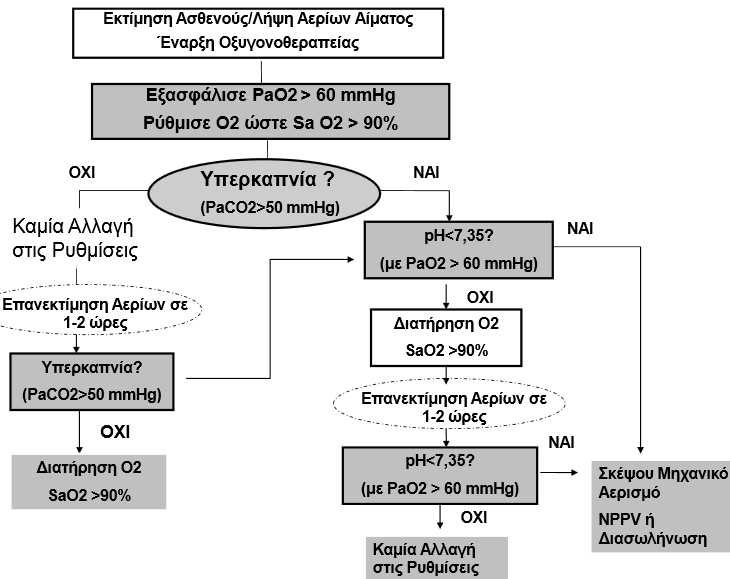 Εκτίμηση Ασθενούς/Λήψη Αερίων Αίματος
Έναρξη Οξυγονοθεραπείας
Εξασφάλισε PaO2 > 60 mmHg
Ρύθμισε O2 ώστε Sa O2 > 90%
ΟΧΙ
Υπερκαπνία ?
(PaCO2>50 mmHg)
ΝΑΙ
Καμία Αλλαγή
στις Ρυθμίσεις
pH<7,35?
(με PaO2 > 60 mmHg)
ΝΑΙ
Επανεκτίμηση Αερίων σε
1-2 ώρες
ΟΧΙ
Διατήρηση Ο2
SaO2 >90%
Υπερκαπνία?
(PaCO2>50 mmHg)
Επανεκτίμηση Αερίων σε
1-2 ώρες
ΟΧΙ
Διατήρηση Ο2
SaO2 >90%
pH<7,35?
(με PaO2 > 60 mmHg)
ΝΑΙ
Σκέψου Μηχανικό
Αερισμό
NPPV ή
Διασωλήνωση
ΟΧΙ
Καμία Αλλαγή
στις Ρυθμίσεις